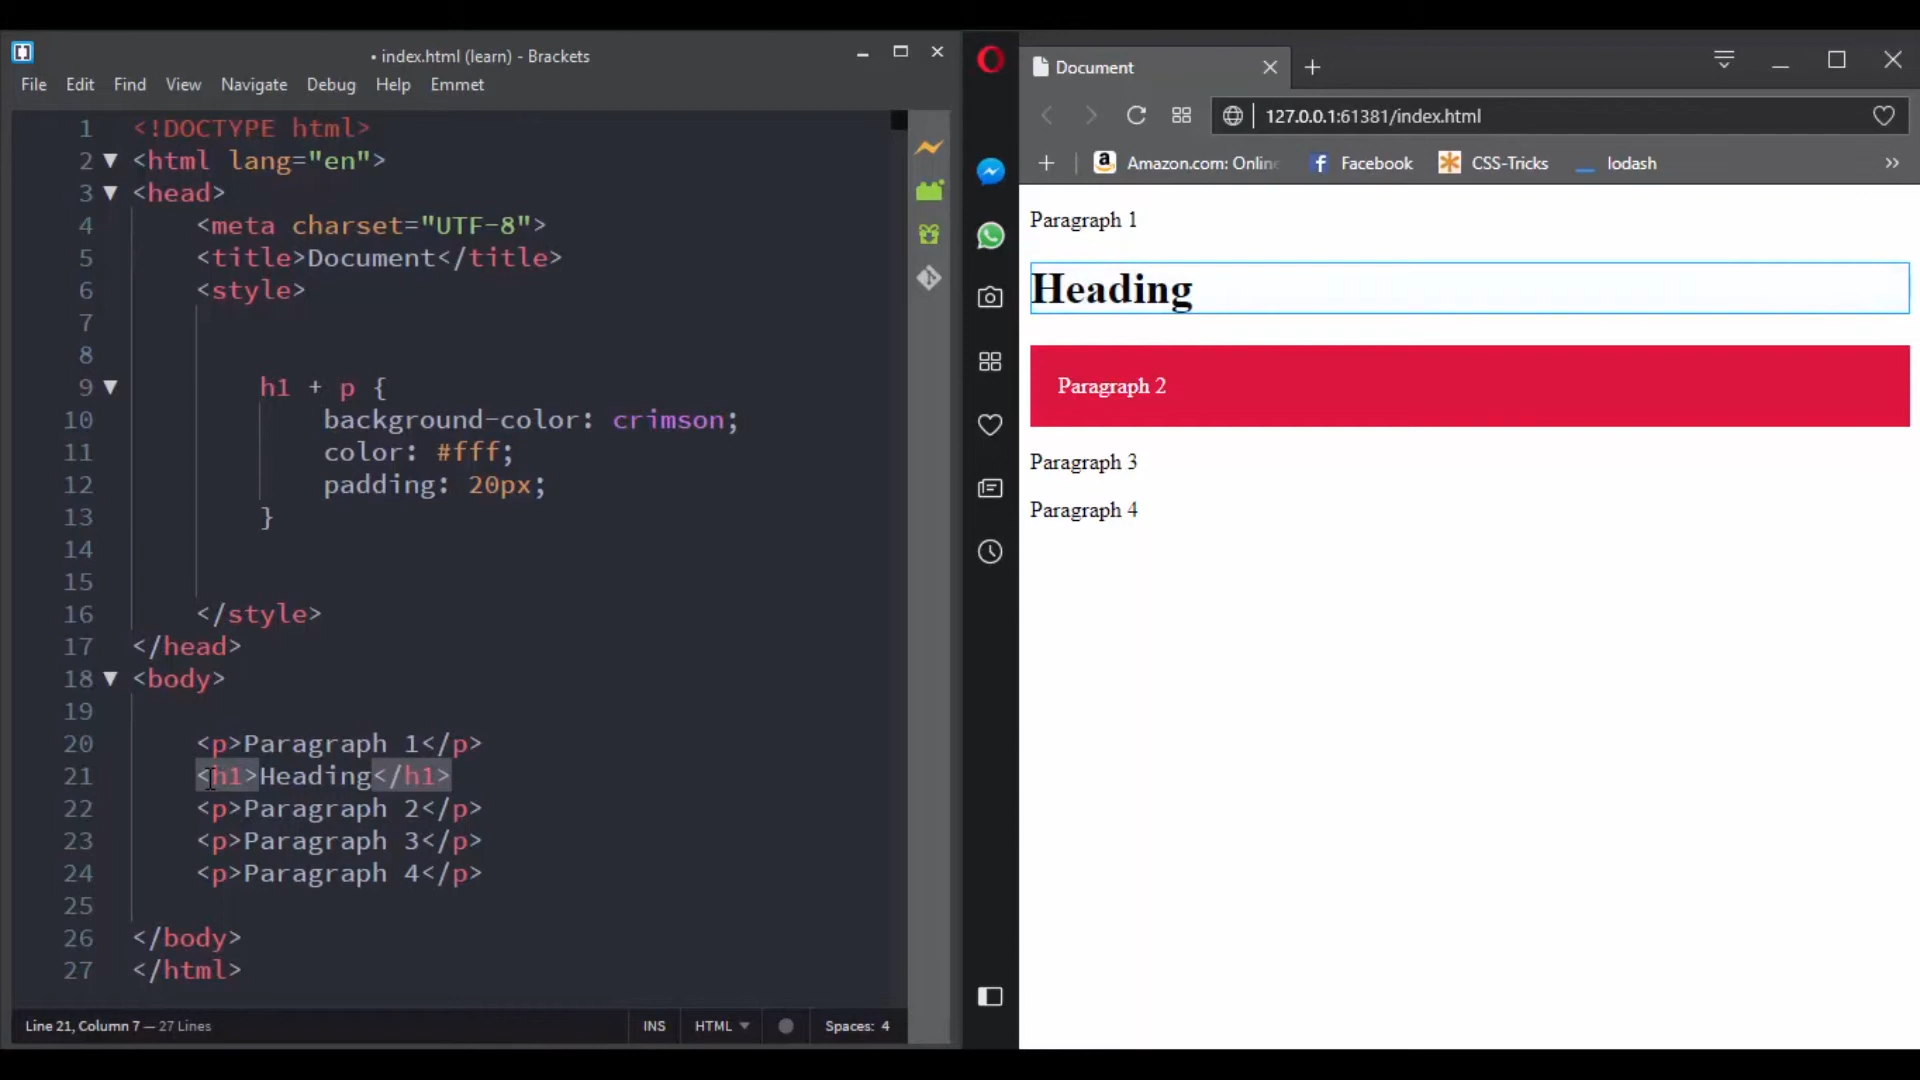 • index.html (learn) - Brackets
File Edit Find View Navigate Debug Help Emmet
1 <!DOCTYPE html>
2 <html lang="en">
3 <head>
4 <meta charset="UTF-8">
5 <title>Document</title>
6 <style>
7
8
9 h1 + p {
10 background-color: crimson;
11 color: #fff;
12 padding: 20px;
13 }
14
15
16 </style>
17 </head>
18 <body>
19
20 <p>Paragraph 1</p>
21 <h1>Heading</h1>
22 <p>Paragraph 2</p>
23 <p>Paragraph 3</p>
24 <p>Paragraph 4</p>
25
26 </body>
27 </html>
Line 21, Column 7 — 27 Lines INS HTML Spaces: 4
Document
127.0.0.1:61381/index.html
Amazon.com: Online Facebook CSS-Tricks lodash
Paragraph 1
Heading
Paragraph 2
Paragraph 3
Paragraph 4